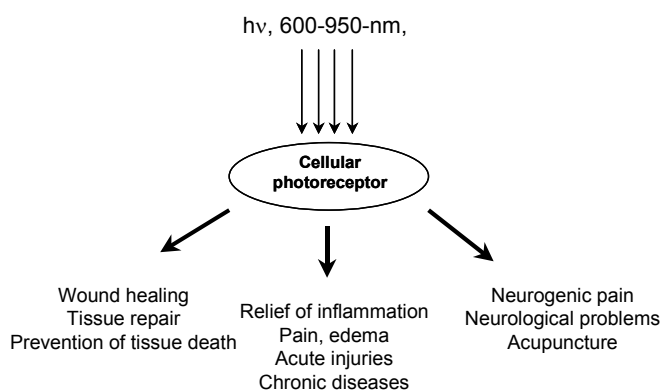 hν, 600-950-nm,
Cellular
photoreceptor
Wound healing
Tissue repair
Prevention of tissue death
Relief of inflammation
Pain, edema
Acute injuries
Chronic diseases
Neurogenic pain
Neurological problems
Acupuncture